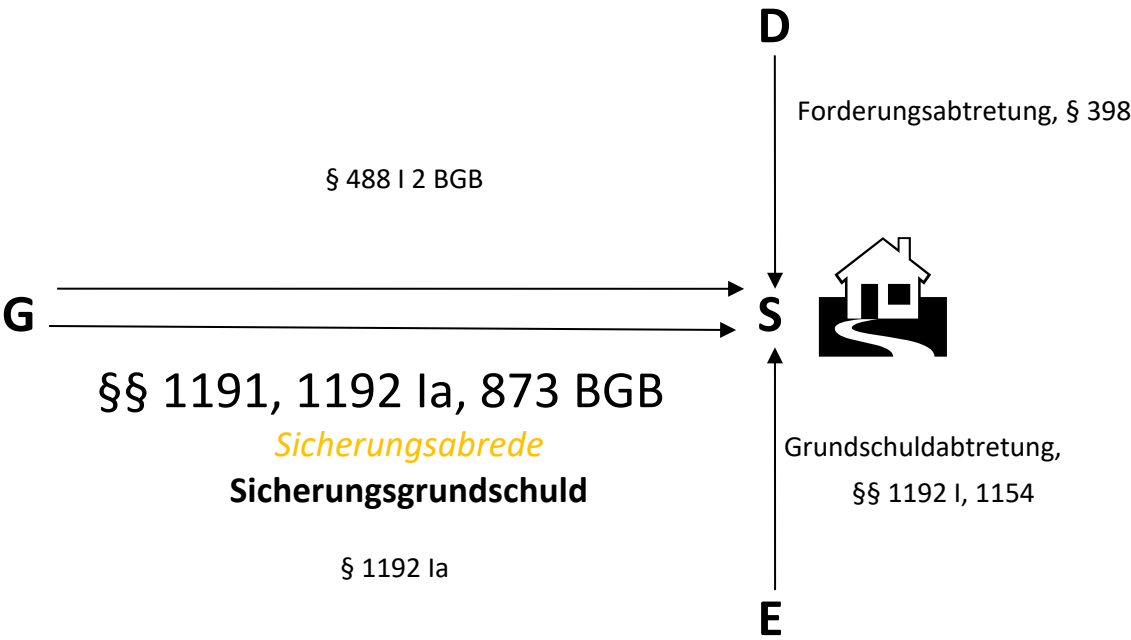 D
Forderungsabtretung, § 398
§ 488 I 2 BGB
G
S
§§ 1191, 1192 Ia, 873 BGB
Sicherungsabrede
Sicherungsgrundschuld
§ 1192 Ia
Grundschuldabtretung,
§§ 1192 I, 1154
E